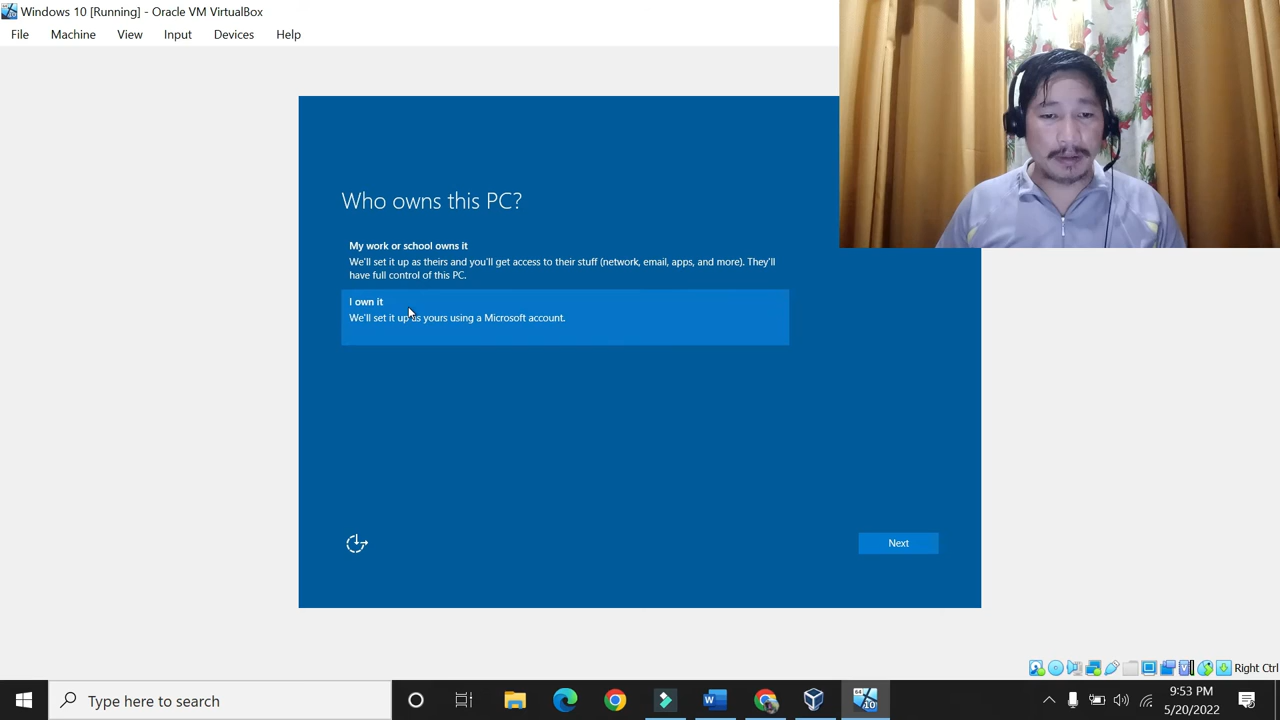 Windows 10 [Running] - Oracle VM VirtualBox
File Machine View Input Devices Help
Who owns this PC?
My work or school owns it
We'll set it up as theirs and you'll get access to their stuff (network, email, apps, and more). They'll
have full control of this PC.
I own it
We'll set it up as yours using a Microsoft account.
Next
Right Ctrl
Type here to search
W
64
10
9:53 PM
5/20/2022